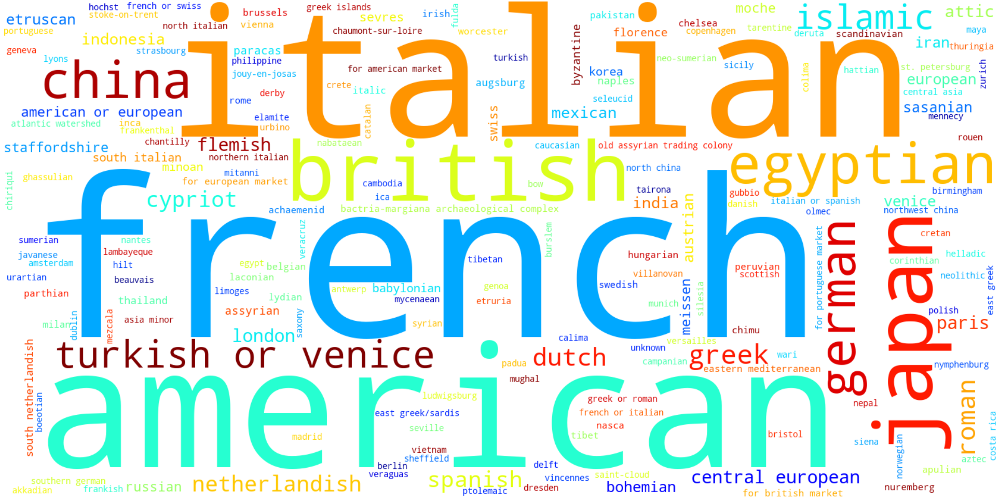 hochst
french or swiss
stoke-on-trent
etruscan
north italian
portuguese
indonesia
geneva
strasbourg
lyons
china
american or european
atlantic watershed
inca
frankenthal
italian
brussels
vienna
greek islands
sevres
chaumont-sur-loire
irish
fulda
worcester
paracas
philippine
jouy-en-josas
for american market
turkish
crete
italic
derby
rome
augsburg
elamite
urbino
catalan
swiss
pakistan
florence
byzantine
korea
naples
seleucid
mexican
chelsea
copenhagen
neo-sumerian
sicily
moche
tarentine
islamic
attic
deruta
scandinavian
maya
iran
thuringia
colima
hattian
st. petersburg
european
zurich
central asia
sasanian
mennecy
rouen
staffordshire
chantilly
flemish
south italian
northern italian
nabataean
caucasian
old assyrian trading colony
minoan
mitanni
for european market
ghassulian
chiriqui
british
north china
egyptian
cambodia
bow
ica
tairona
gubbio
birmingham
cypriot
india
danish
italian or spanish
venice
achaemenid
bactria-margiana archaeological complex
olmec
northwest china
french
austrian
veracruz
burslem
for portuguese market
german
japan
cretan
sumerian
nantes
lambayeque
javanese
amsterdam
hilt
urartian
beauvais
parthian
thailand
egypt
belgian
laconian
limoges
lydian
assyrian
tibetan
antwerp
babylonian
genoa
mycenaean
etruria
hungarian
villanovan
swedish
meissen
munich
silesia
peruvian
scottish
corinthian
helladic
neolithic
east greek
polish
paris
milan
dublin
mezcala
asia minor
london
saxony
syrian
calima
chimu
unknown
versailles
south netherlandish
turkish or venice
dutch
padua
mughal
campanian
greek
wari
eastern mediterranean
nymphenburg
boeotian
american
ludwigsburg
east greek/sardis
seville
madrid
greek or roman
french or italian
nasca
tibet
bristol
nepal
roman
siena
norwegian
costa rica
vietnam
sheffield
berlin
veraguas
delft
aztec
apulian
southern german
akkadian
frankish
russian
netherlandish
spanish
ptolemaic
vincennes
saint-cloud
dresden
bohemian
central european
for british market
nuremberg